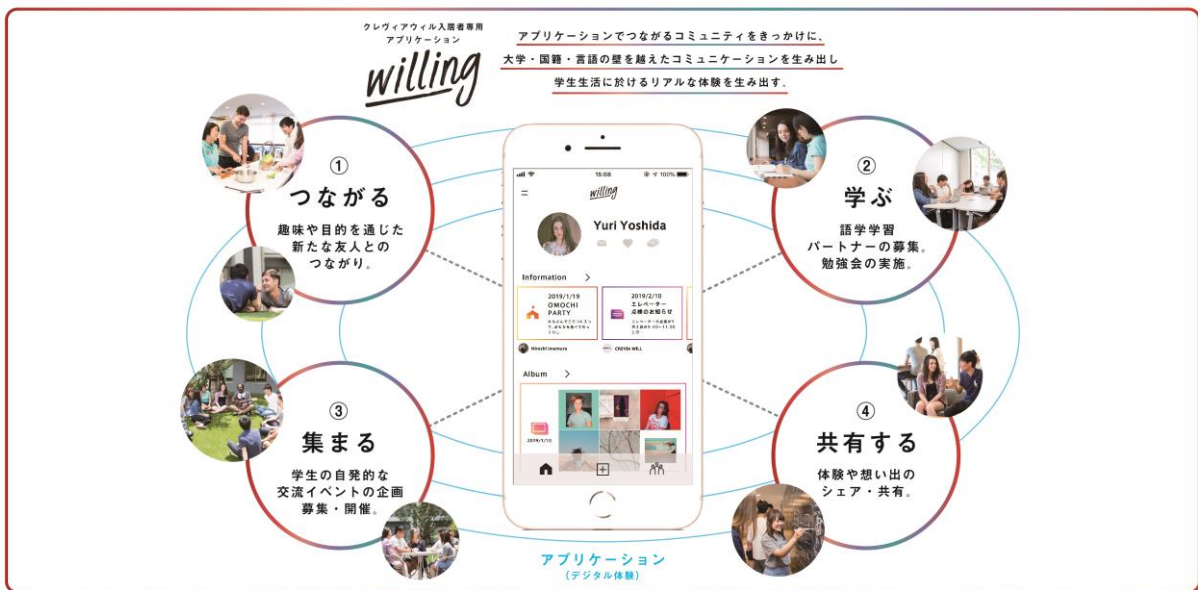 クレヴィアウィル入居者専用
アプリケーション
willing
アプリケーションでつながるコミュニティをきっかけに、
大学・国籍・言語の壁を越えたコミュニケーションを生み出し
学生生活に於けるリアルな体験を生み出す。
①
つながる
趣味や目的を通じた
新たな友人との
つながり。
②
学ぶ
語学学習
パートナーの募集。
勉強会の実施。
15:08
100%
willing
Yuri Yoshida
Information >
2019/1/19
OMOCHI
PARTY
2019/2/10
エレベーター
点検のお知らせ
Hiroshi Imamura
CREVIA WILL
Album >
2019/1/10
③
集まる
学生の自発的な
交流イベントの企画
募集・開催。
④
共有する
体験や想い出の
シェア・共有。
アプリケーション
(デジタル体験)